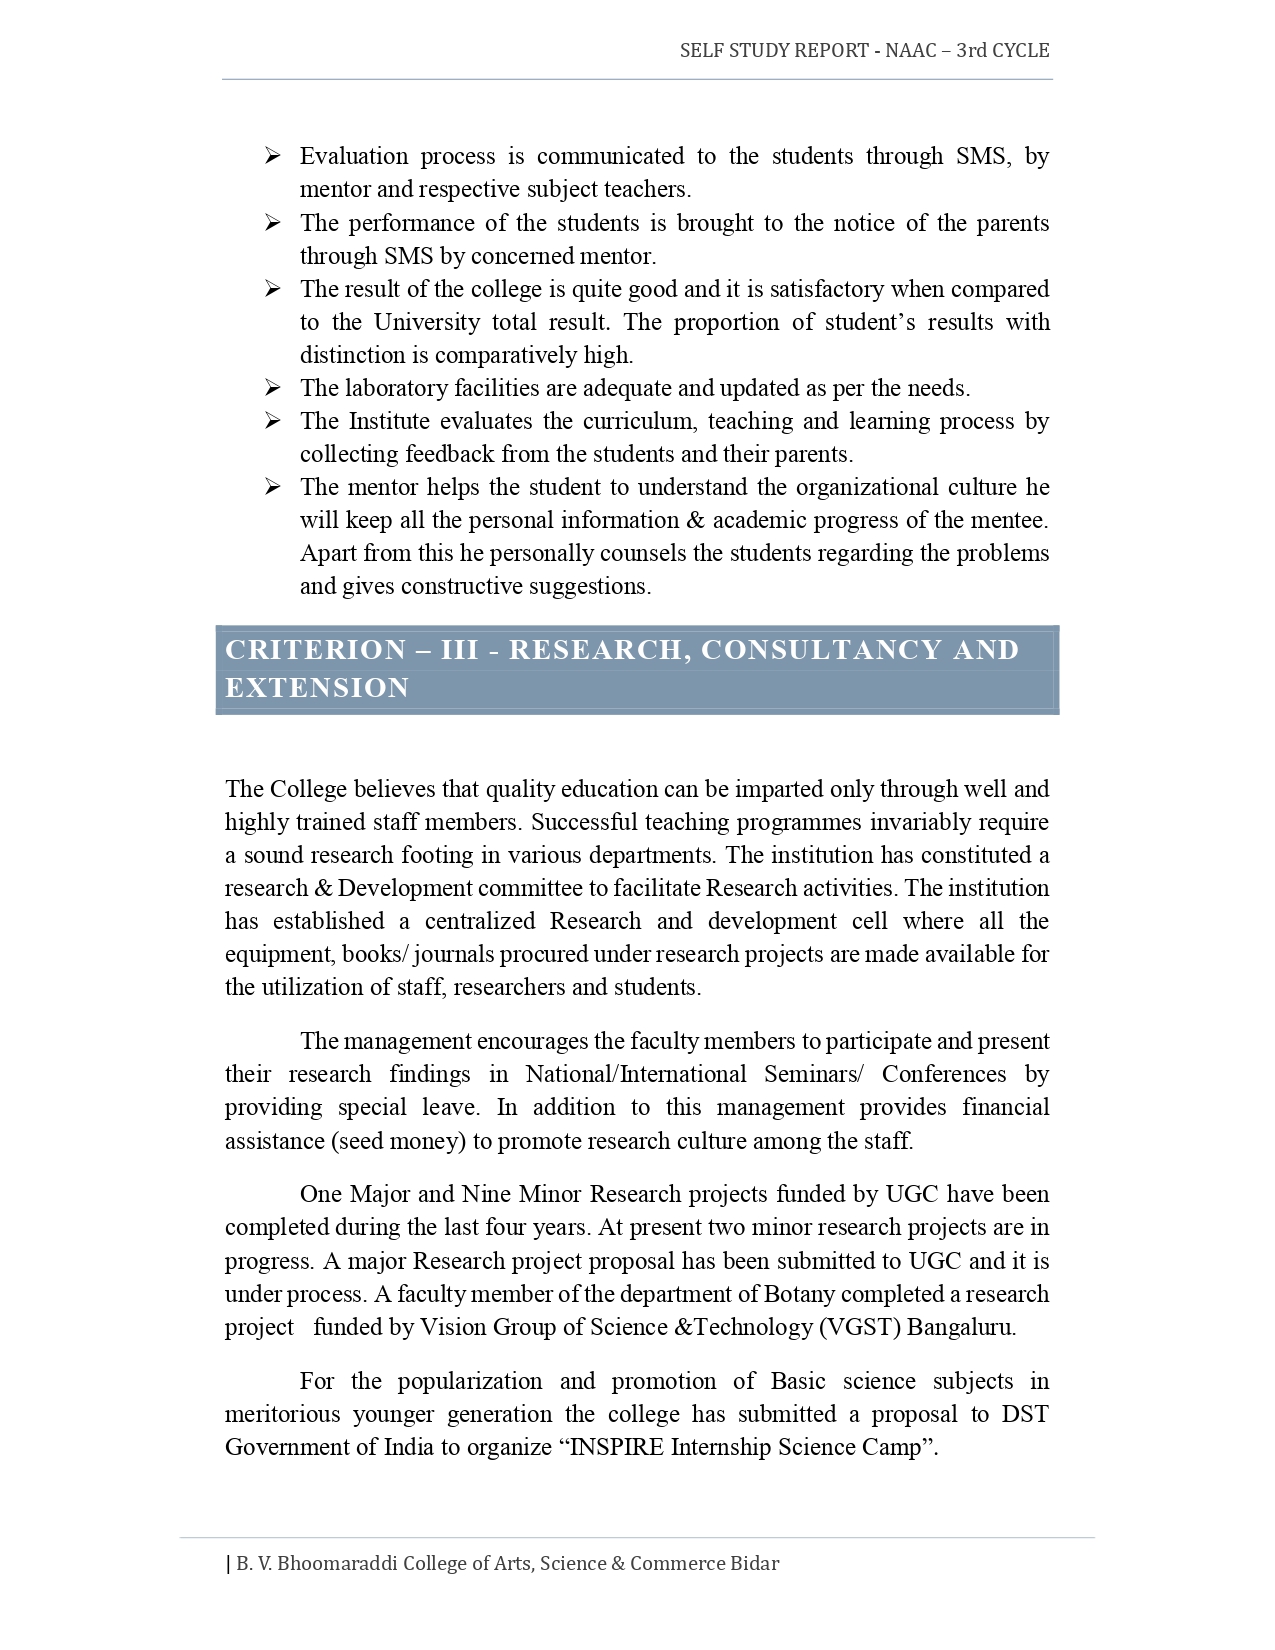 SELF STUDY REPORT - NAAC – 3rd CYCLE
➢ Evaluation process is communicated to the students through SMS, by
mentor and respective subject teachers.
➢ The performance of the students is brought to the notice of the parents
through SMS by concerned mentor.
➢ The result of the college is quite good and it is satisfactory when compared
to the University total result. The proportion of student’s results with
distinction is comparatively high.
➢ The laboratory facilities are adequate and updated as per the needs.
➢ The Institute evaluates the curriculum, teaching and learning process by
collecting feedback from the students and their parents.
➢ The mentor helps the student to understand the organizational culture he
will keep all the personal information & academic progress of the mentee.
Apart from this he personally counsels the students regarding the problems
and gives constructive suggestions.
CRITERION – III - RESEARCH, CONSULTANCY AND
EXTENSION
The College believes that quality education can be imparted only through well and
highly trained staff members. Successful teaching programmes invariably require
a sound research footing in various departments. The institution has constituted a
research & Development committee to facilitate Research activities. The institution
has established a centralized Research and development cell where all the
equipment, books/ journals procured under research projects are made available for
the utilization of staff, researchers and students.
The management encourages the faculty members to participate and present
their research findings in National/International Seminars/ Conferences by
providing special leave. In addition to this management provides financial
assistance (seed money) to promote research culture among the staff.
One Major and Nine Minor Research projects funded by UGC have been
completed during the last four years. At present two minor research projects are in
progress. A major Research project proposal has been submitted to UGC and it is
under process. A faculty member of the department of Botany completed a research
project funded by Vision Group of Science &Technology (VGST) Bangaluru.
For the popularization and promotion of Basic science subjects in
meritorious younger generation the college has submitted a proposal to DST
Government of India to organize “INSPIRE Internship Science Camp”.
| B. V. Bhoomaraddi College of Arts, Science & Commerce Bidar